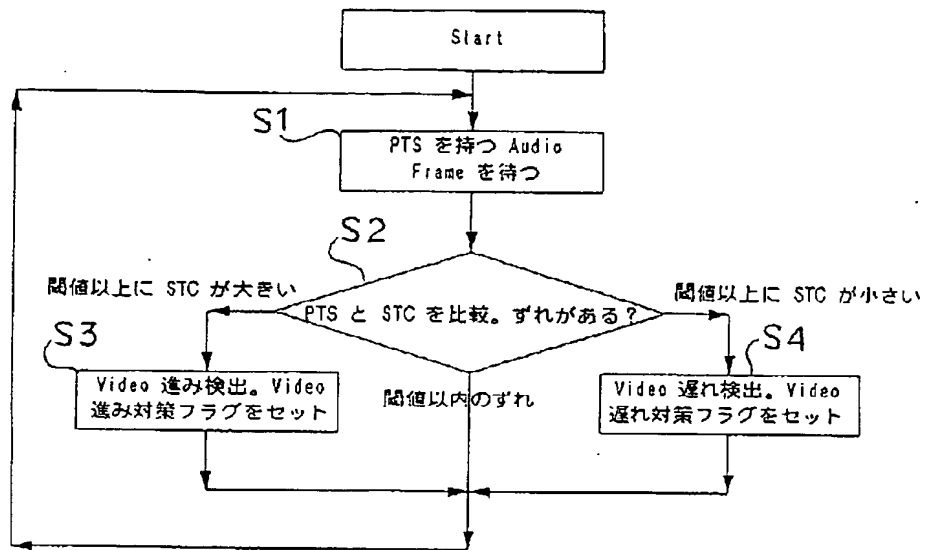 Start
S1
PTS を持つ Audio
Frame を待つ
S2
閾値以上に STC が大きい
閾値以上に STC が小さい
PTS と STC を比較。ずれがある?
S3
S4
Video 進み検出。Video
進み対策フラグをセット
閾値以内のずれ
Video 遅れ検出。Video
遅れ対策フラグをセット